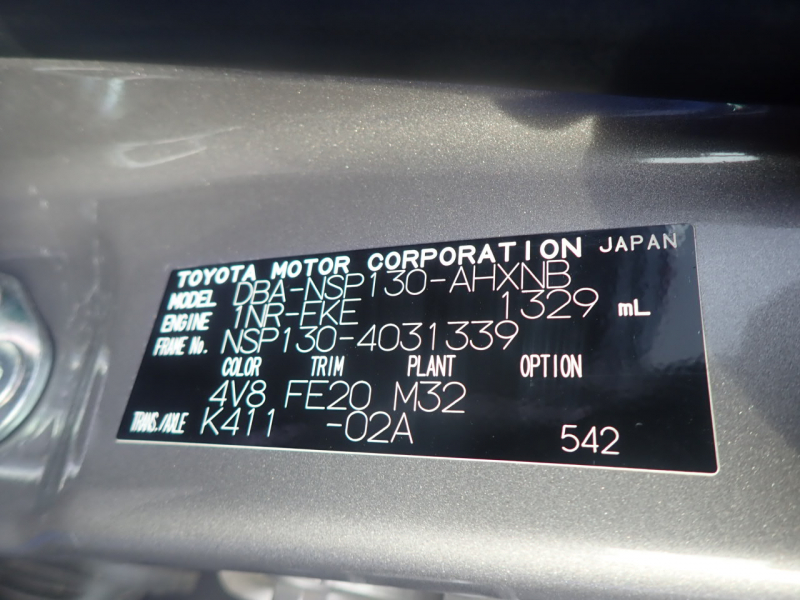 TOYOTA MOTOR CORPORATION JAPAN
MODEL DBA-NSP130-AHXNB
ENGINE 1NR-FKE 1329 mL
FRAME No. NSP130-4031339
COLOR TRIM PLANT OPTION
4V8 FE20 M32
TRANS./AXLE K411 -02A 542